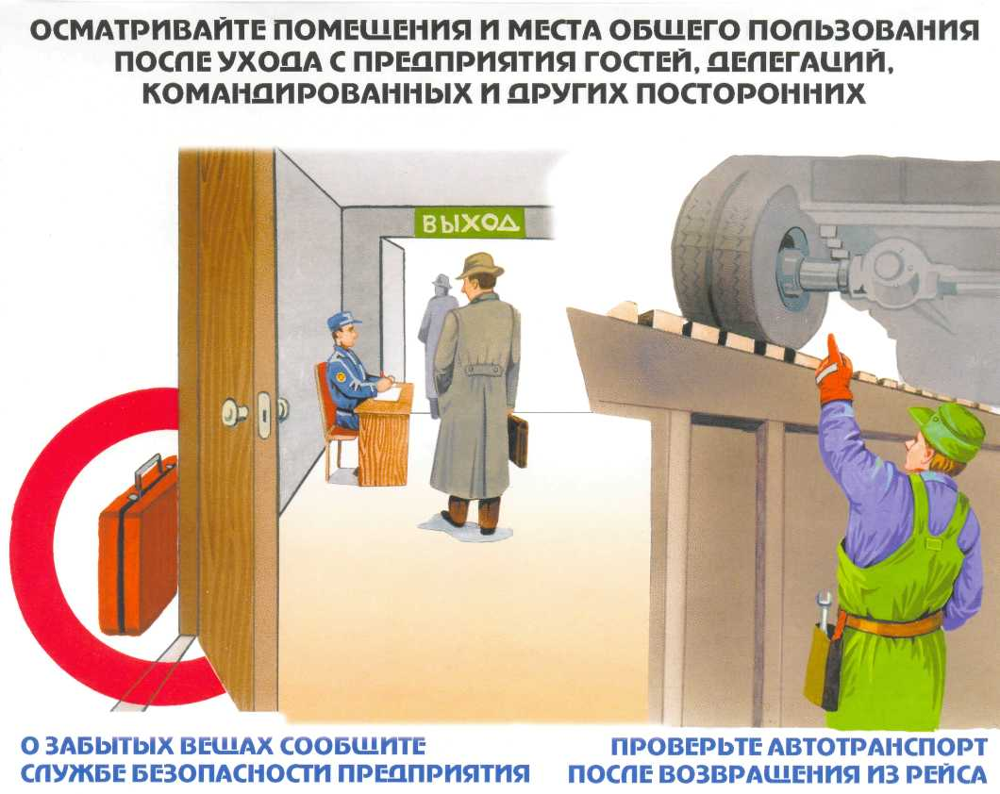 ОСМАТРИВАЙТЕ ПОМЕЩЕНИЯ И МЕСТА ОБЩЕГО ПОЛЬЗОВАНИЯ
ПОСЛЕ УХОДА С ПРЕДПРИЯТИЯ ГОСТЕЙ, ДЕЛЕГАЦИЙ,
КОМАНДИРОВАННЫХ И ДРУГИХ ПОСТОРОННИХ
ВЫХОД
О ЗАБЫТЫХ ВЕЩАХ СООБЩИТЕ
СЛУЖБЕ БЕЗОПАСНОСТИ ПРЕДПРИЯТИЯ
ПРОВЕРЬТЕ АВТОТРАНСПОРТ
ПОСЛЕ ВОЗВРАЩЕНИЯ ИЗ РЕЙСА